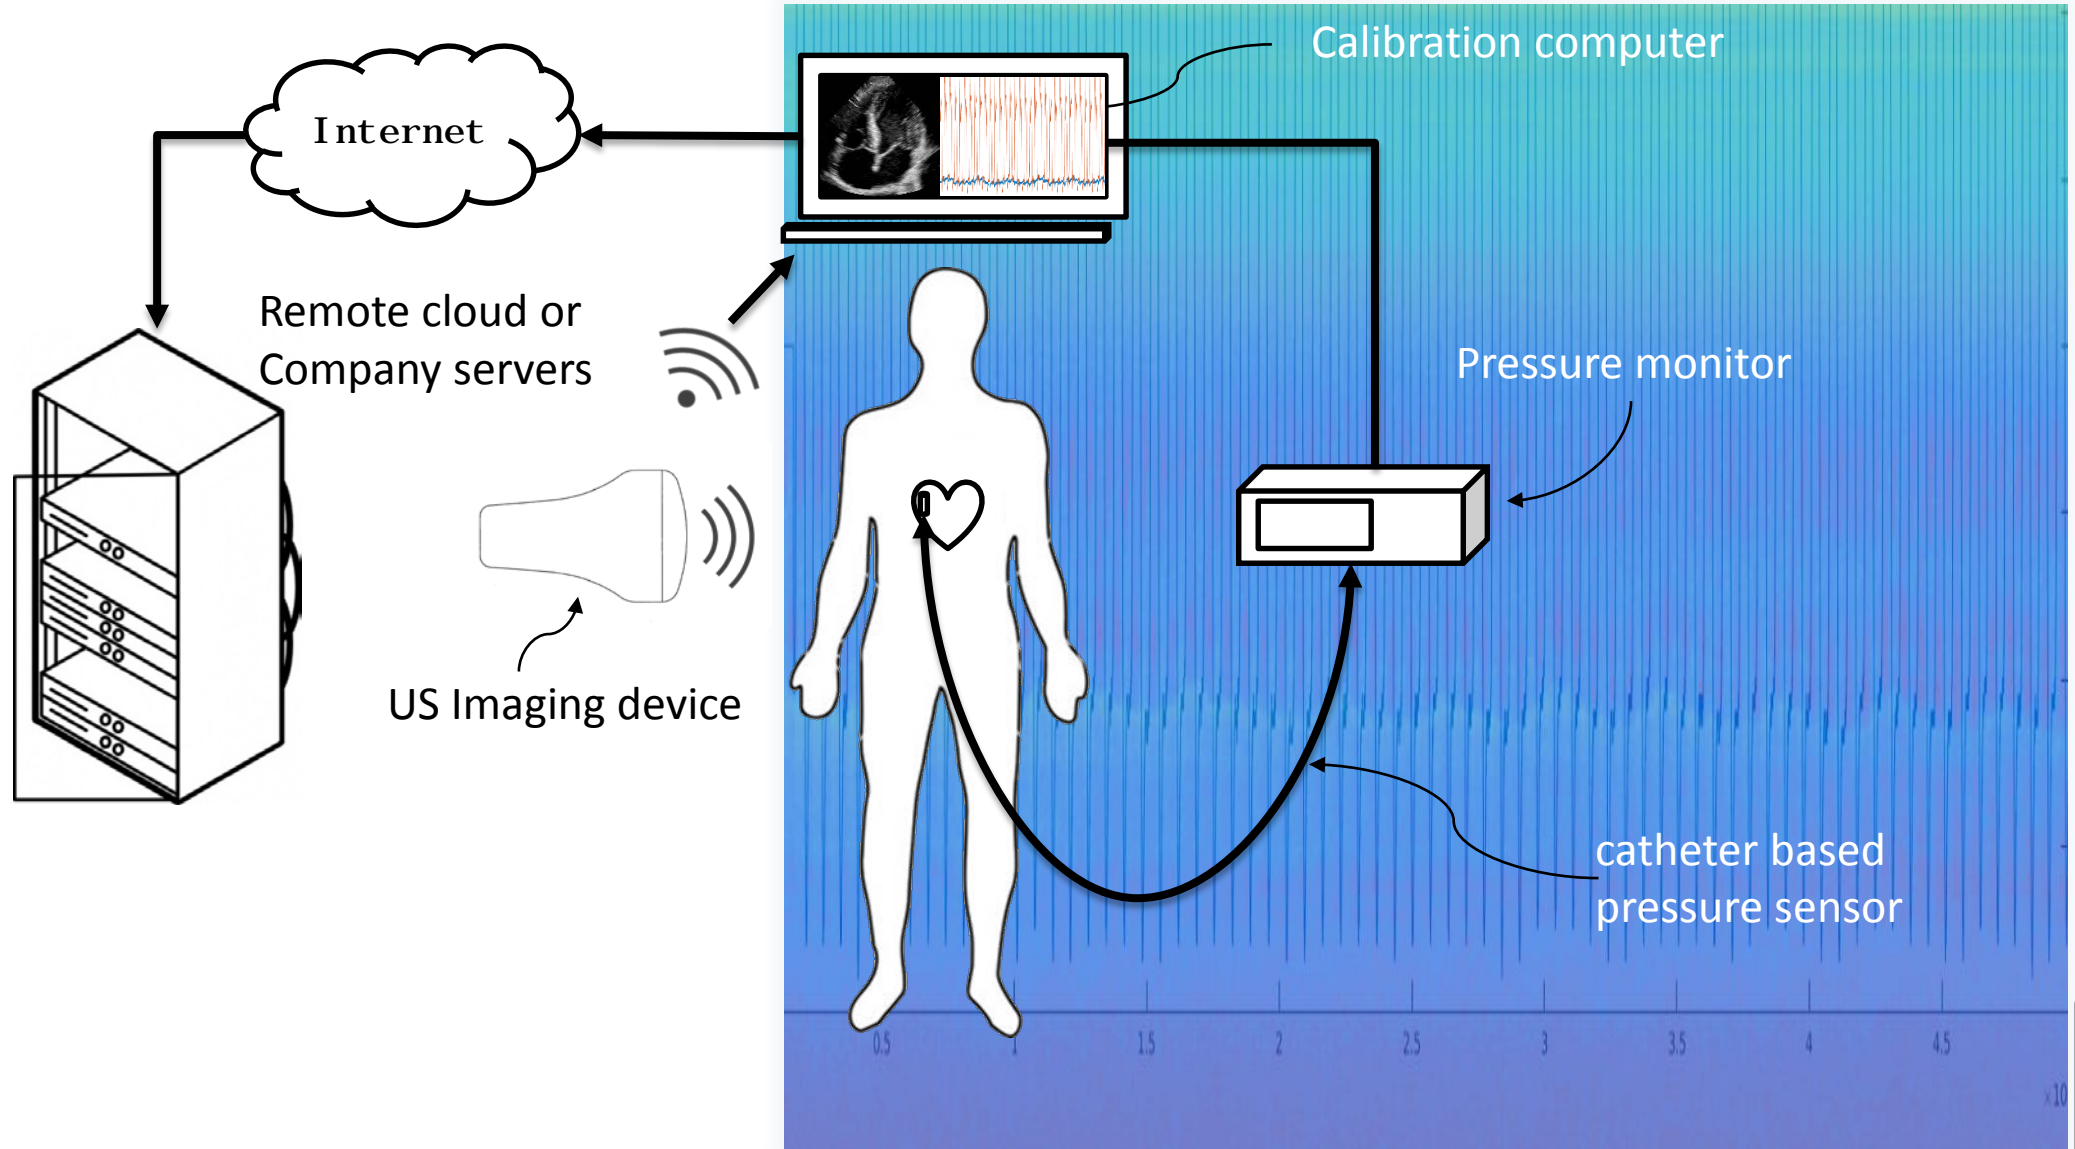 Calibration computer
Internet
Remote cloud or
Company servers
Pressure monitor
US Imaging device
catheter based
pressure sensor
0.5
1
1.5
2
2.5
3
3.5
4
4.5
×10